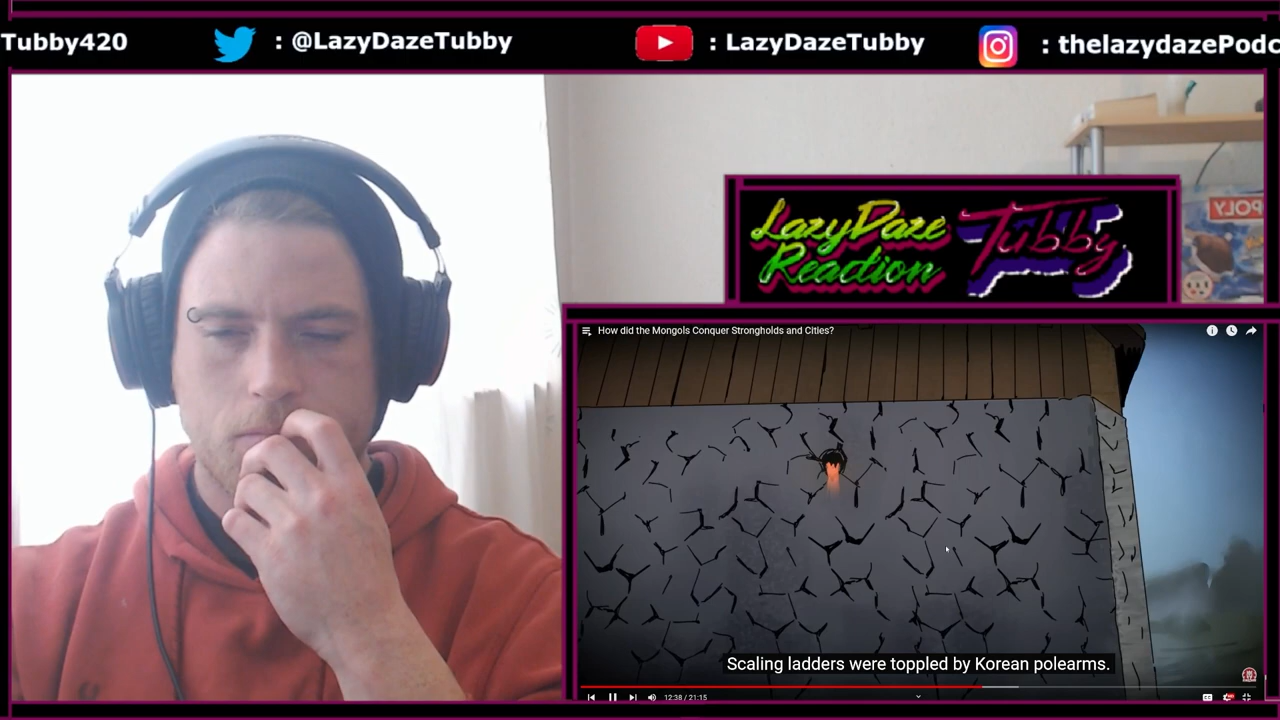 Tubby420
: @LazyDazeTubby
: LazyDazeTubby
: thelazydazePodc
LazyDaze
Reaction
Tubby
How did the Mongols Conquer Strongholds and Cities?
Scaling ladders were toppled by Korean polearms.
12:38 / 21:15